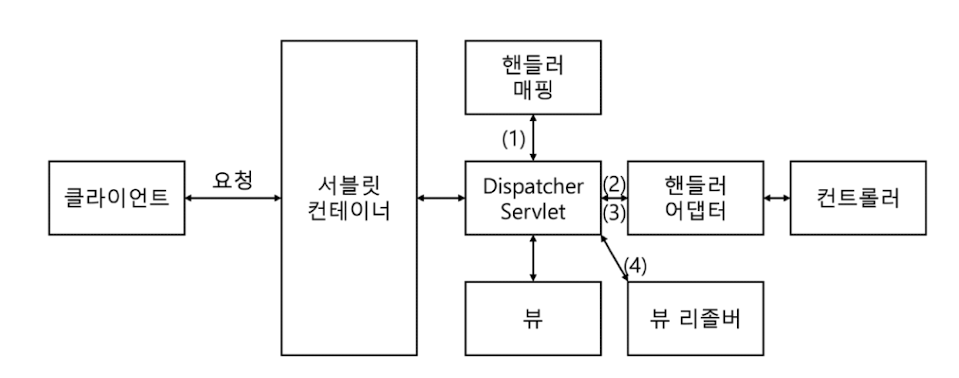 핸들러
매핑
(1)
클라이언트
요청
서블릿
컨테이너
Dispatcher
Servlet
(2)
(3)
핸들러
어댑터
컨트롤러
(4)
뷰
뷰 리졸버